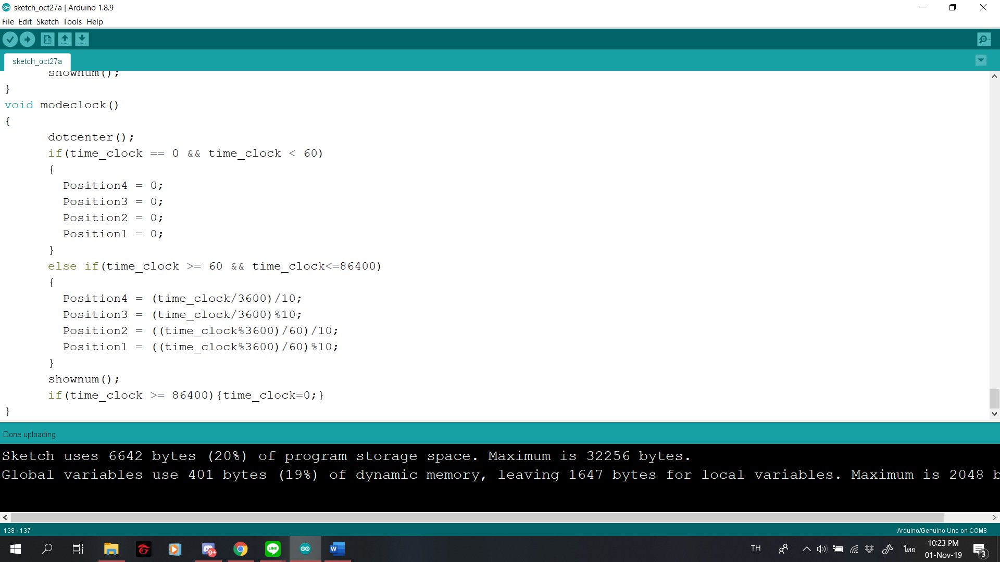 sketch_oct27a | Arduino 1.8.9
File Edit Sketch Tools Help
sketch_oct27a
shownum();
}
void modeclock()
{
dotcenter();
if(time_clock == 0 && time_clock < 60)
{
Position4 = 0;
Position3 = 0;
Position2 = 0;
Position1 = 0;
}
else if(time_clock >= 60 && time_clock<=86400)
{
Position4 = (time_clock/3600)/10;
Position3 = (time_clock/3600)%10;
Position2 = ((time_clock%3600)/60)/10;
Position1 = ((time_clock%3600)/60)%10;
}
shownum();
if(time_clock >= 86400){time_clock=0;}
}
Done uploading.
Sketch uses 6642 bytes (20%) of program storage space. Maximum is 32256 bytes.
Global variables use 401 bytes (19%) of dynamic memory, leaving 1647 bytes for local variables. Maximum is 2048 b
138 - 137
Arduino/Genuino Uno on COM8
9+
LINE
W
TH
ไทย
10:23 PM
01-Nov-19
3